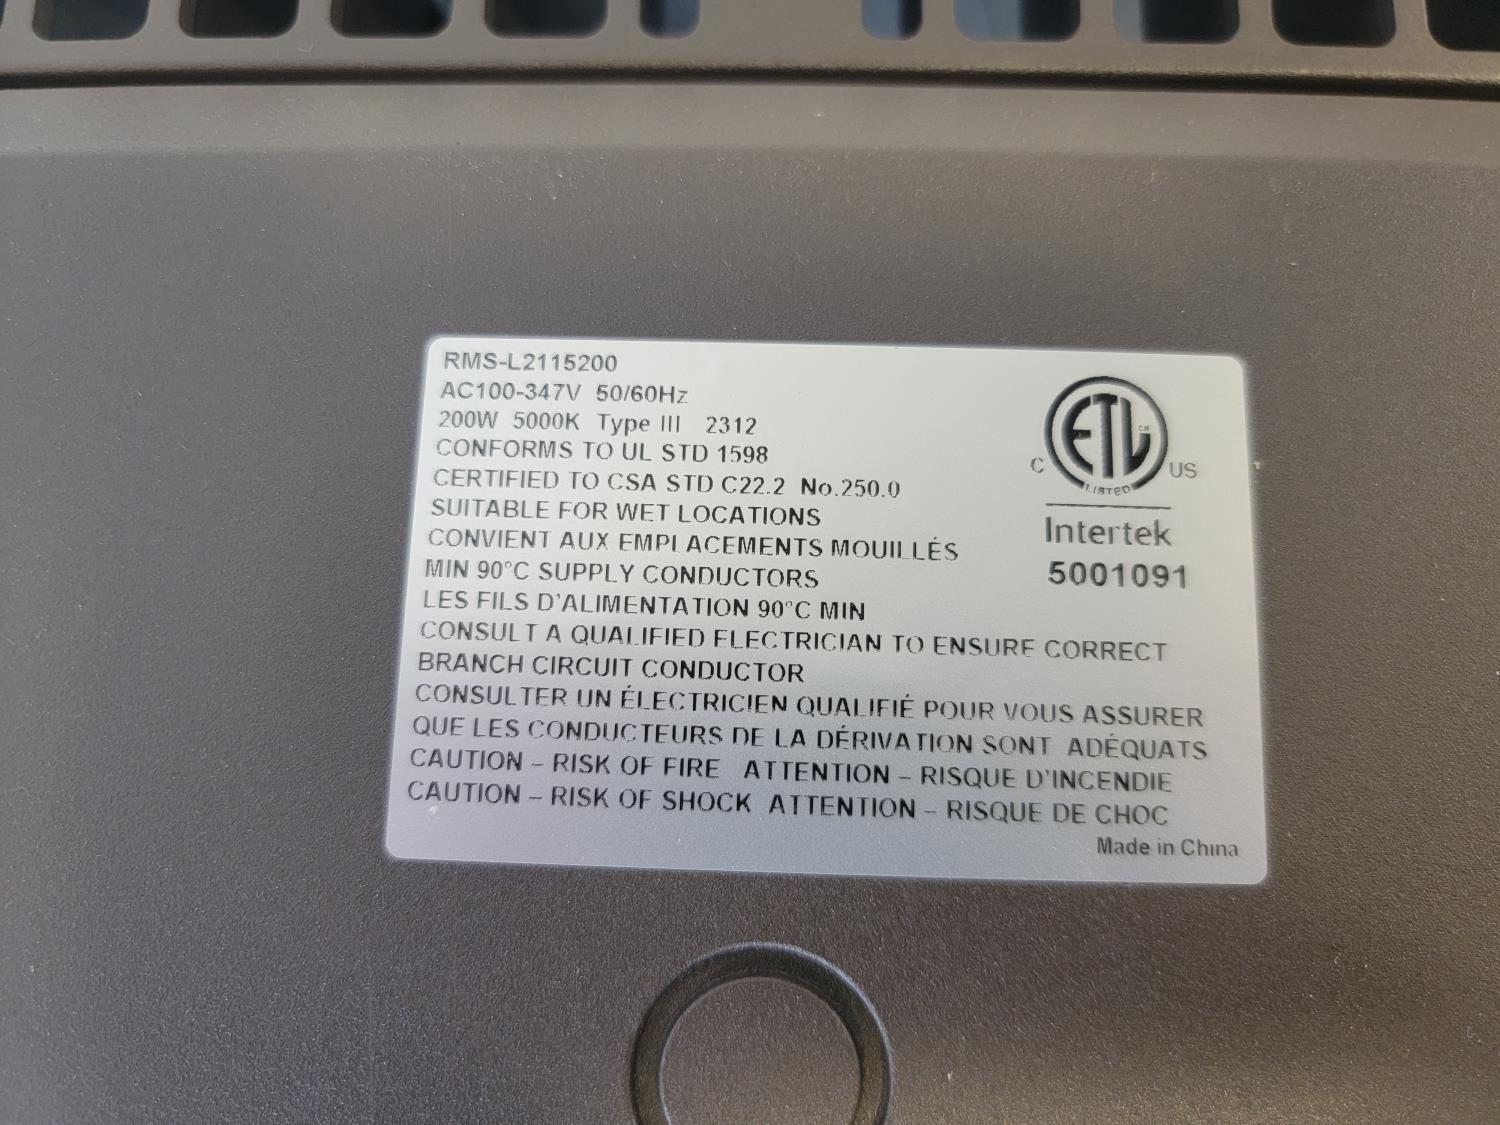 RMS-L2115200
AC100-347V 50/60Hz
200W 5000K Type III 2312
CONFORMS TO UL STD 1598
CERTIFIED TO CSA STD C22.2 No.250.0
SUITABLE FOR WET LOCATIONS
CONVIENT AUX EMPLACEMENTS MOUILLÉS
MIN 90°C SUPPLY CONDUCTORS
LES FILS D'ALIMENTATION 90°C MIN
CONSULT A QUALIFIED ELECTRICIAN TO ENSURE CORRECT
BRANCH CIRCUIT CONDUCTOR
CONSULTER UN ÉLECTRICIEN QUALIFIÉ POUR VOUS ASSURER
QUE LES CONDUCTEURS DE LA DÉRIVATION SONT ADÉQUATS
CAUTION – RISK OF FIRE ATTENTION – RISQUE D'INCENDIE
CAUTION – RISK OF SHOCK ATTENTION – RISQUE DE CHOC
Made in China
ETL CM
C US
LISTED
Intertek
5001091